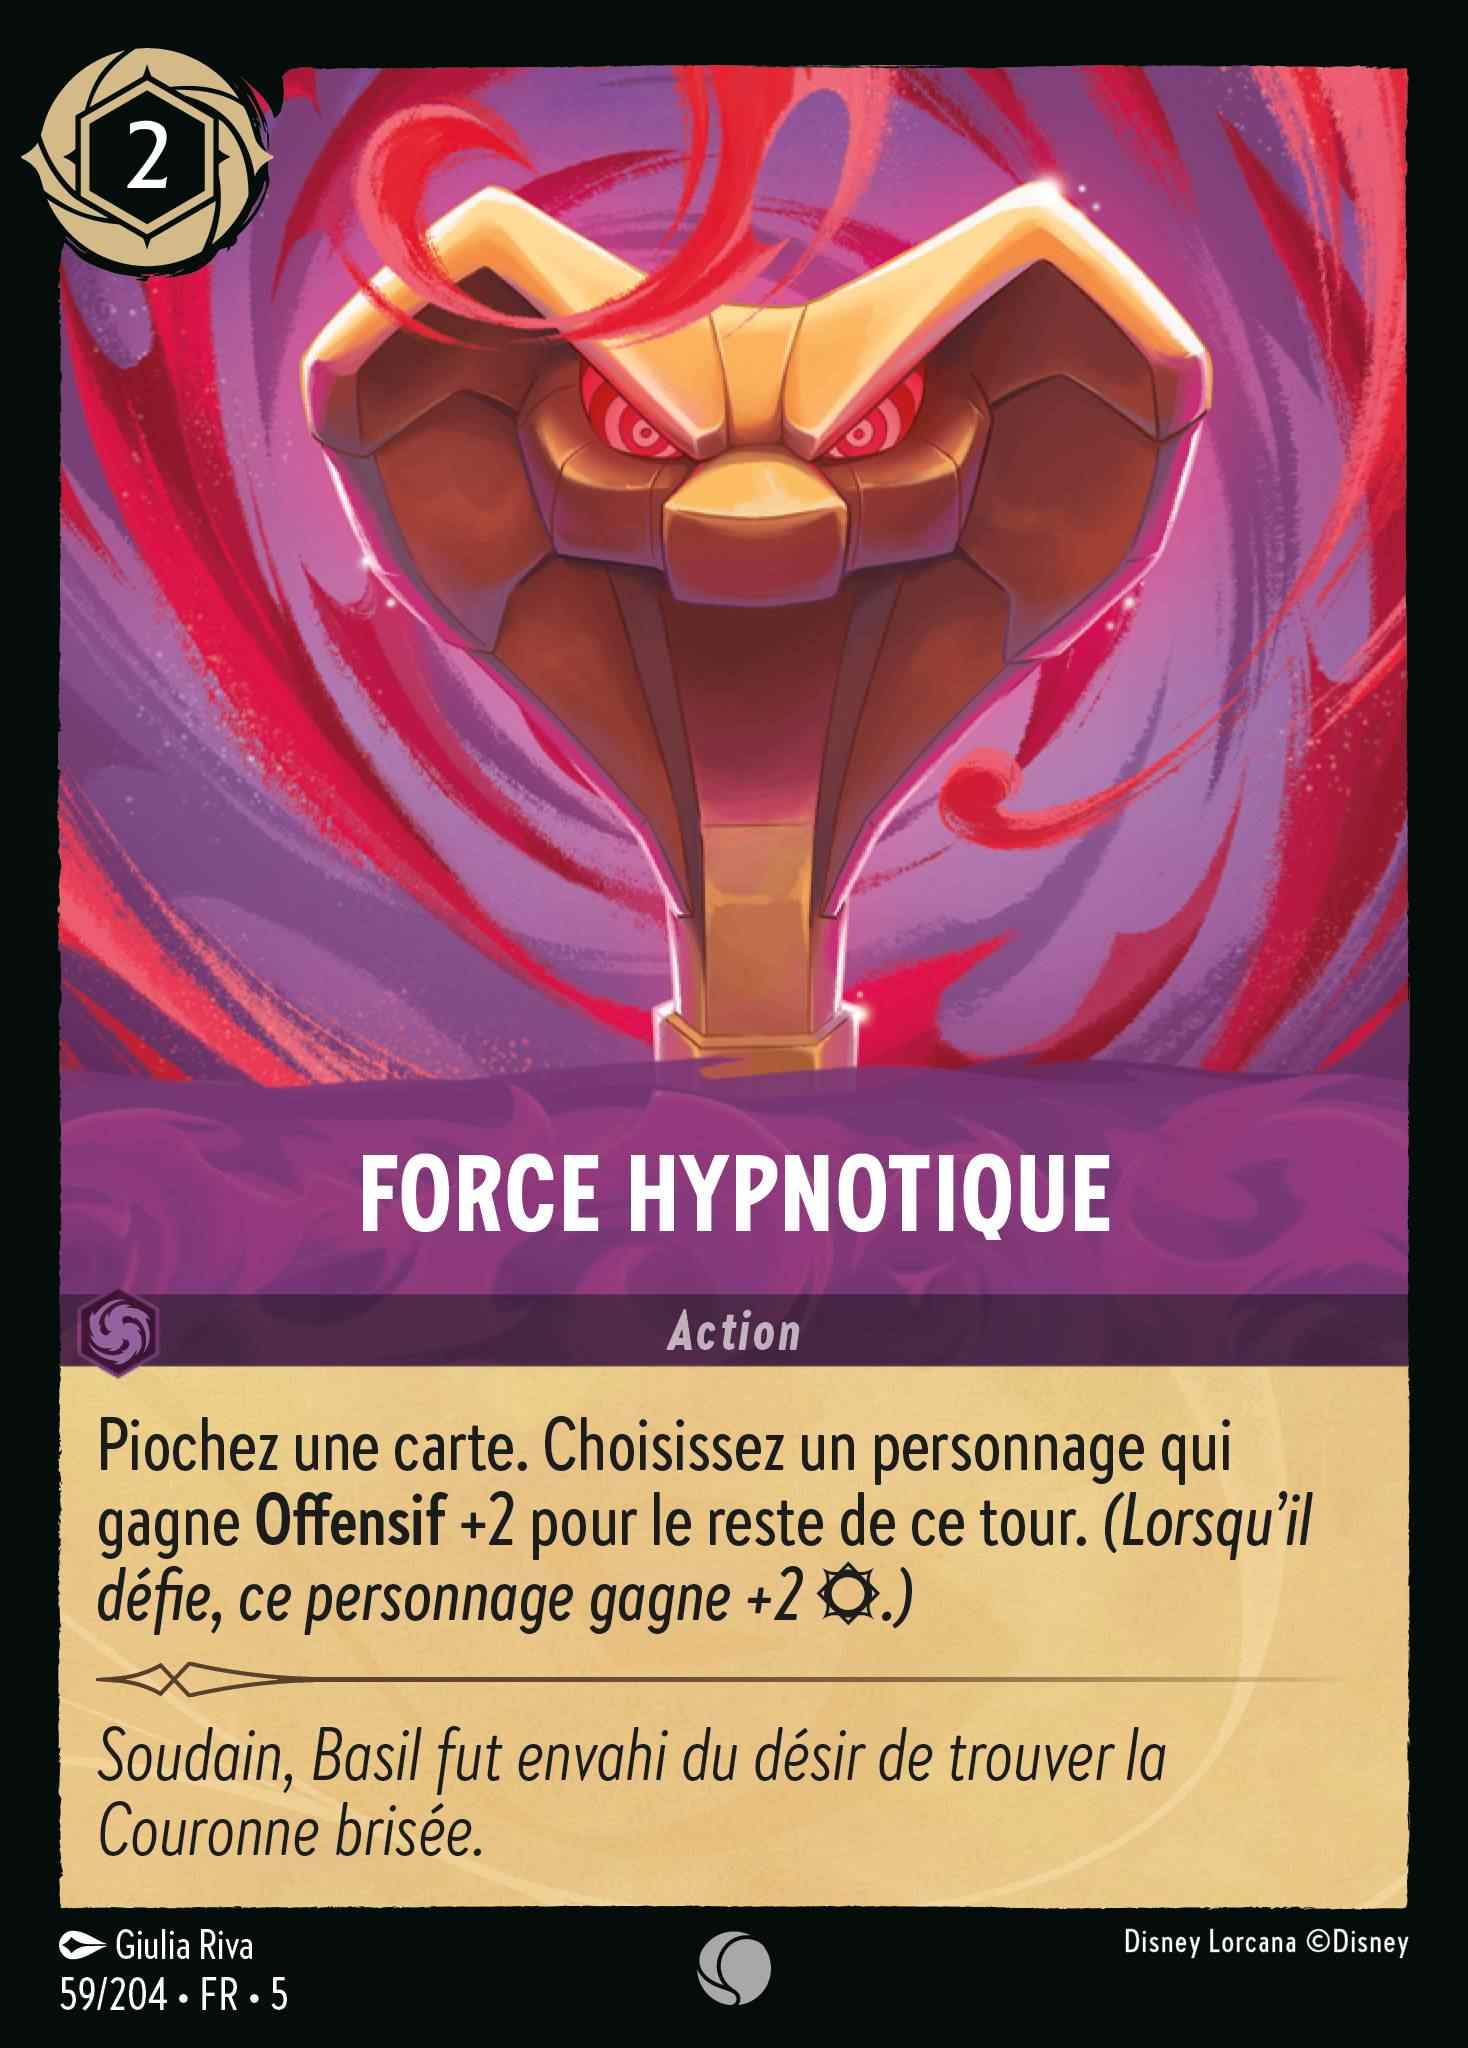 2
FORCE HYPNOTIQUE
Action
Piochez une carte. Choisissez un personnage qui
gagne Offensif +2 pour le reste de ce tour. (Lorsqu’il
défie, ce personnage gagne +2 .)
Soudain, Basil fut envahi du désir de trouver la
Couronne brisée.
Giulia Riva
Disney Lorcana ©Disney
59/204 • FR • 5